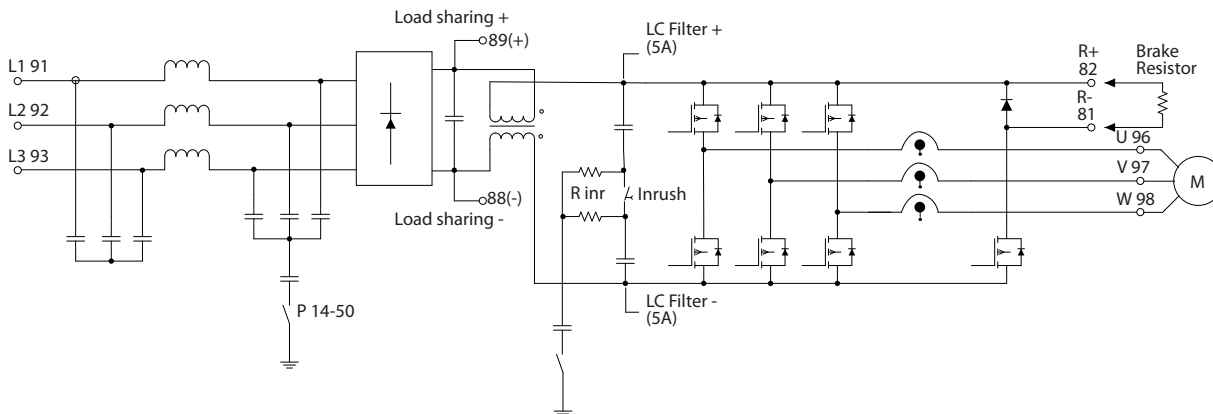 Load sharing +
89(+)
LC Filter +
(5A)
R+
82
Brake
Resistor
L1 91
L2 92
L3 93
R-
81
U 96
V 97
W 98
M
R inr
Inrush
88(-)
Load sharing -
LC Filter -
(5A)
P 14-50